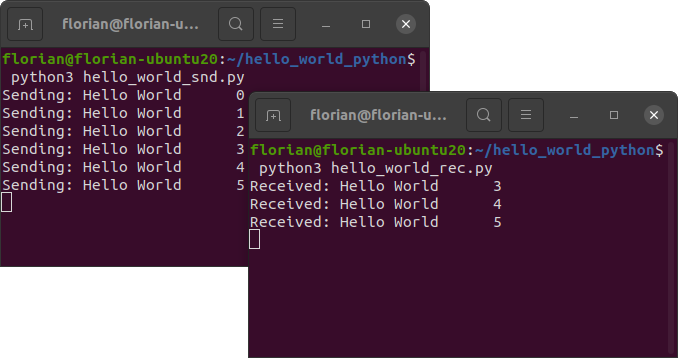 florian@florian-u...
florian@florian-ubuntu20:~/hello_world_python$
python3 hello_world_snd.py
Sending: Hello World      0
Sending: Hello World      1
Sending: Hello World      2
Sending: Hello World      3
Sending: Hello World      4
Sending: Hello World      5
florian@florian-u...
florian@florian-ubuntu20:~/hello_world_python$
python3 hello_world_rec.py
Received: Hello World      3
Received: Hello World      4
Received: Hello World      5